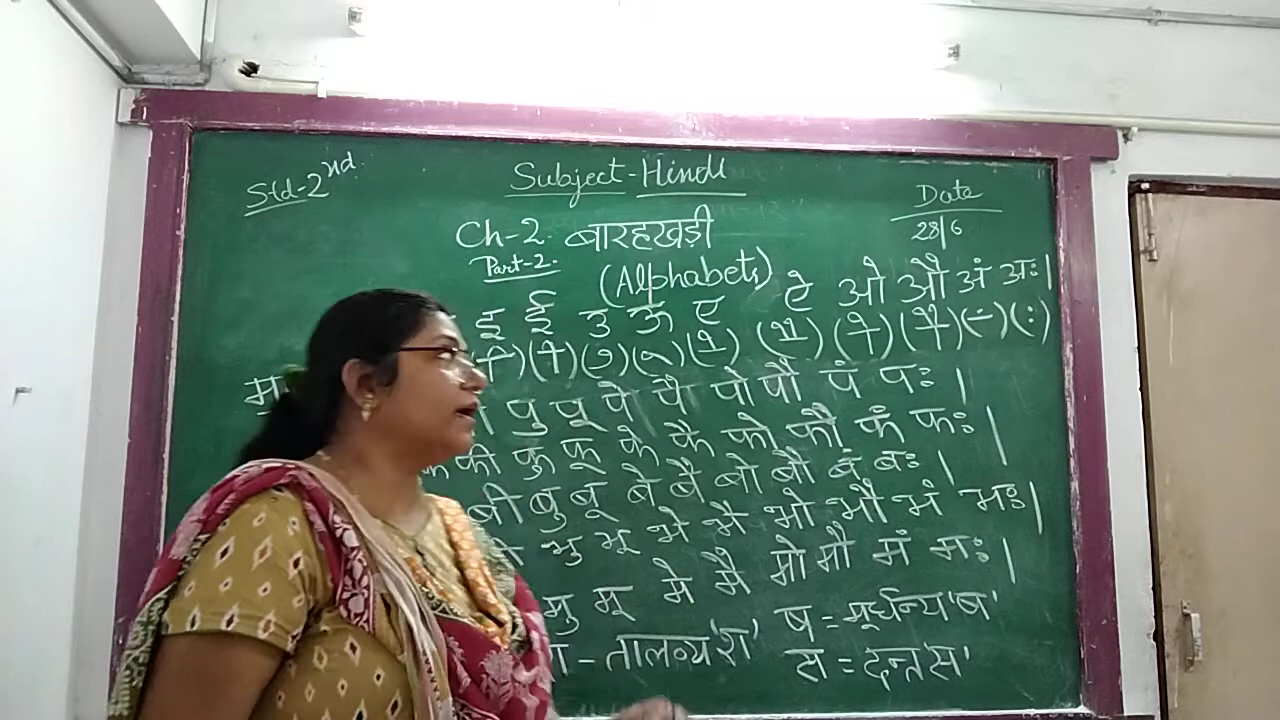 Std-2nd
Subject-Hindi
Date
28/6
Ch-2. बारहखड़ी
Part-2.
(Alphabets)
इ ई उ ऊ ए ऐ ओ औ अं अः।
(ि) (ी) (ु) (ू) (े) (ै) (ो) (ौ) (ं) (ः)
पु पू पे पै पो पौ पं पः।
फी फु फू फे फै फो फौ फं फः।
बी बु बू बे बै बो बौ बं बः।
भु भू भे भै भो भौ भं भः।
मु मू मे मै मो मौ मं मः।
ष = मूर्धन्य 'ष'
तालव्य 'श'
स = दन्त 'स'